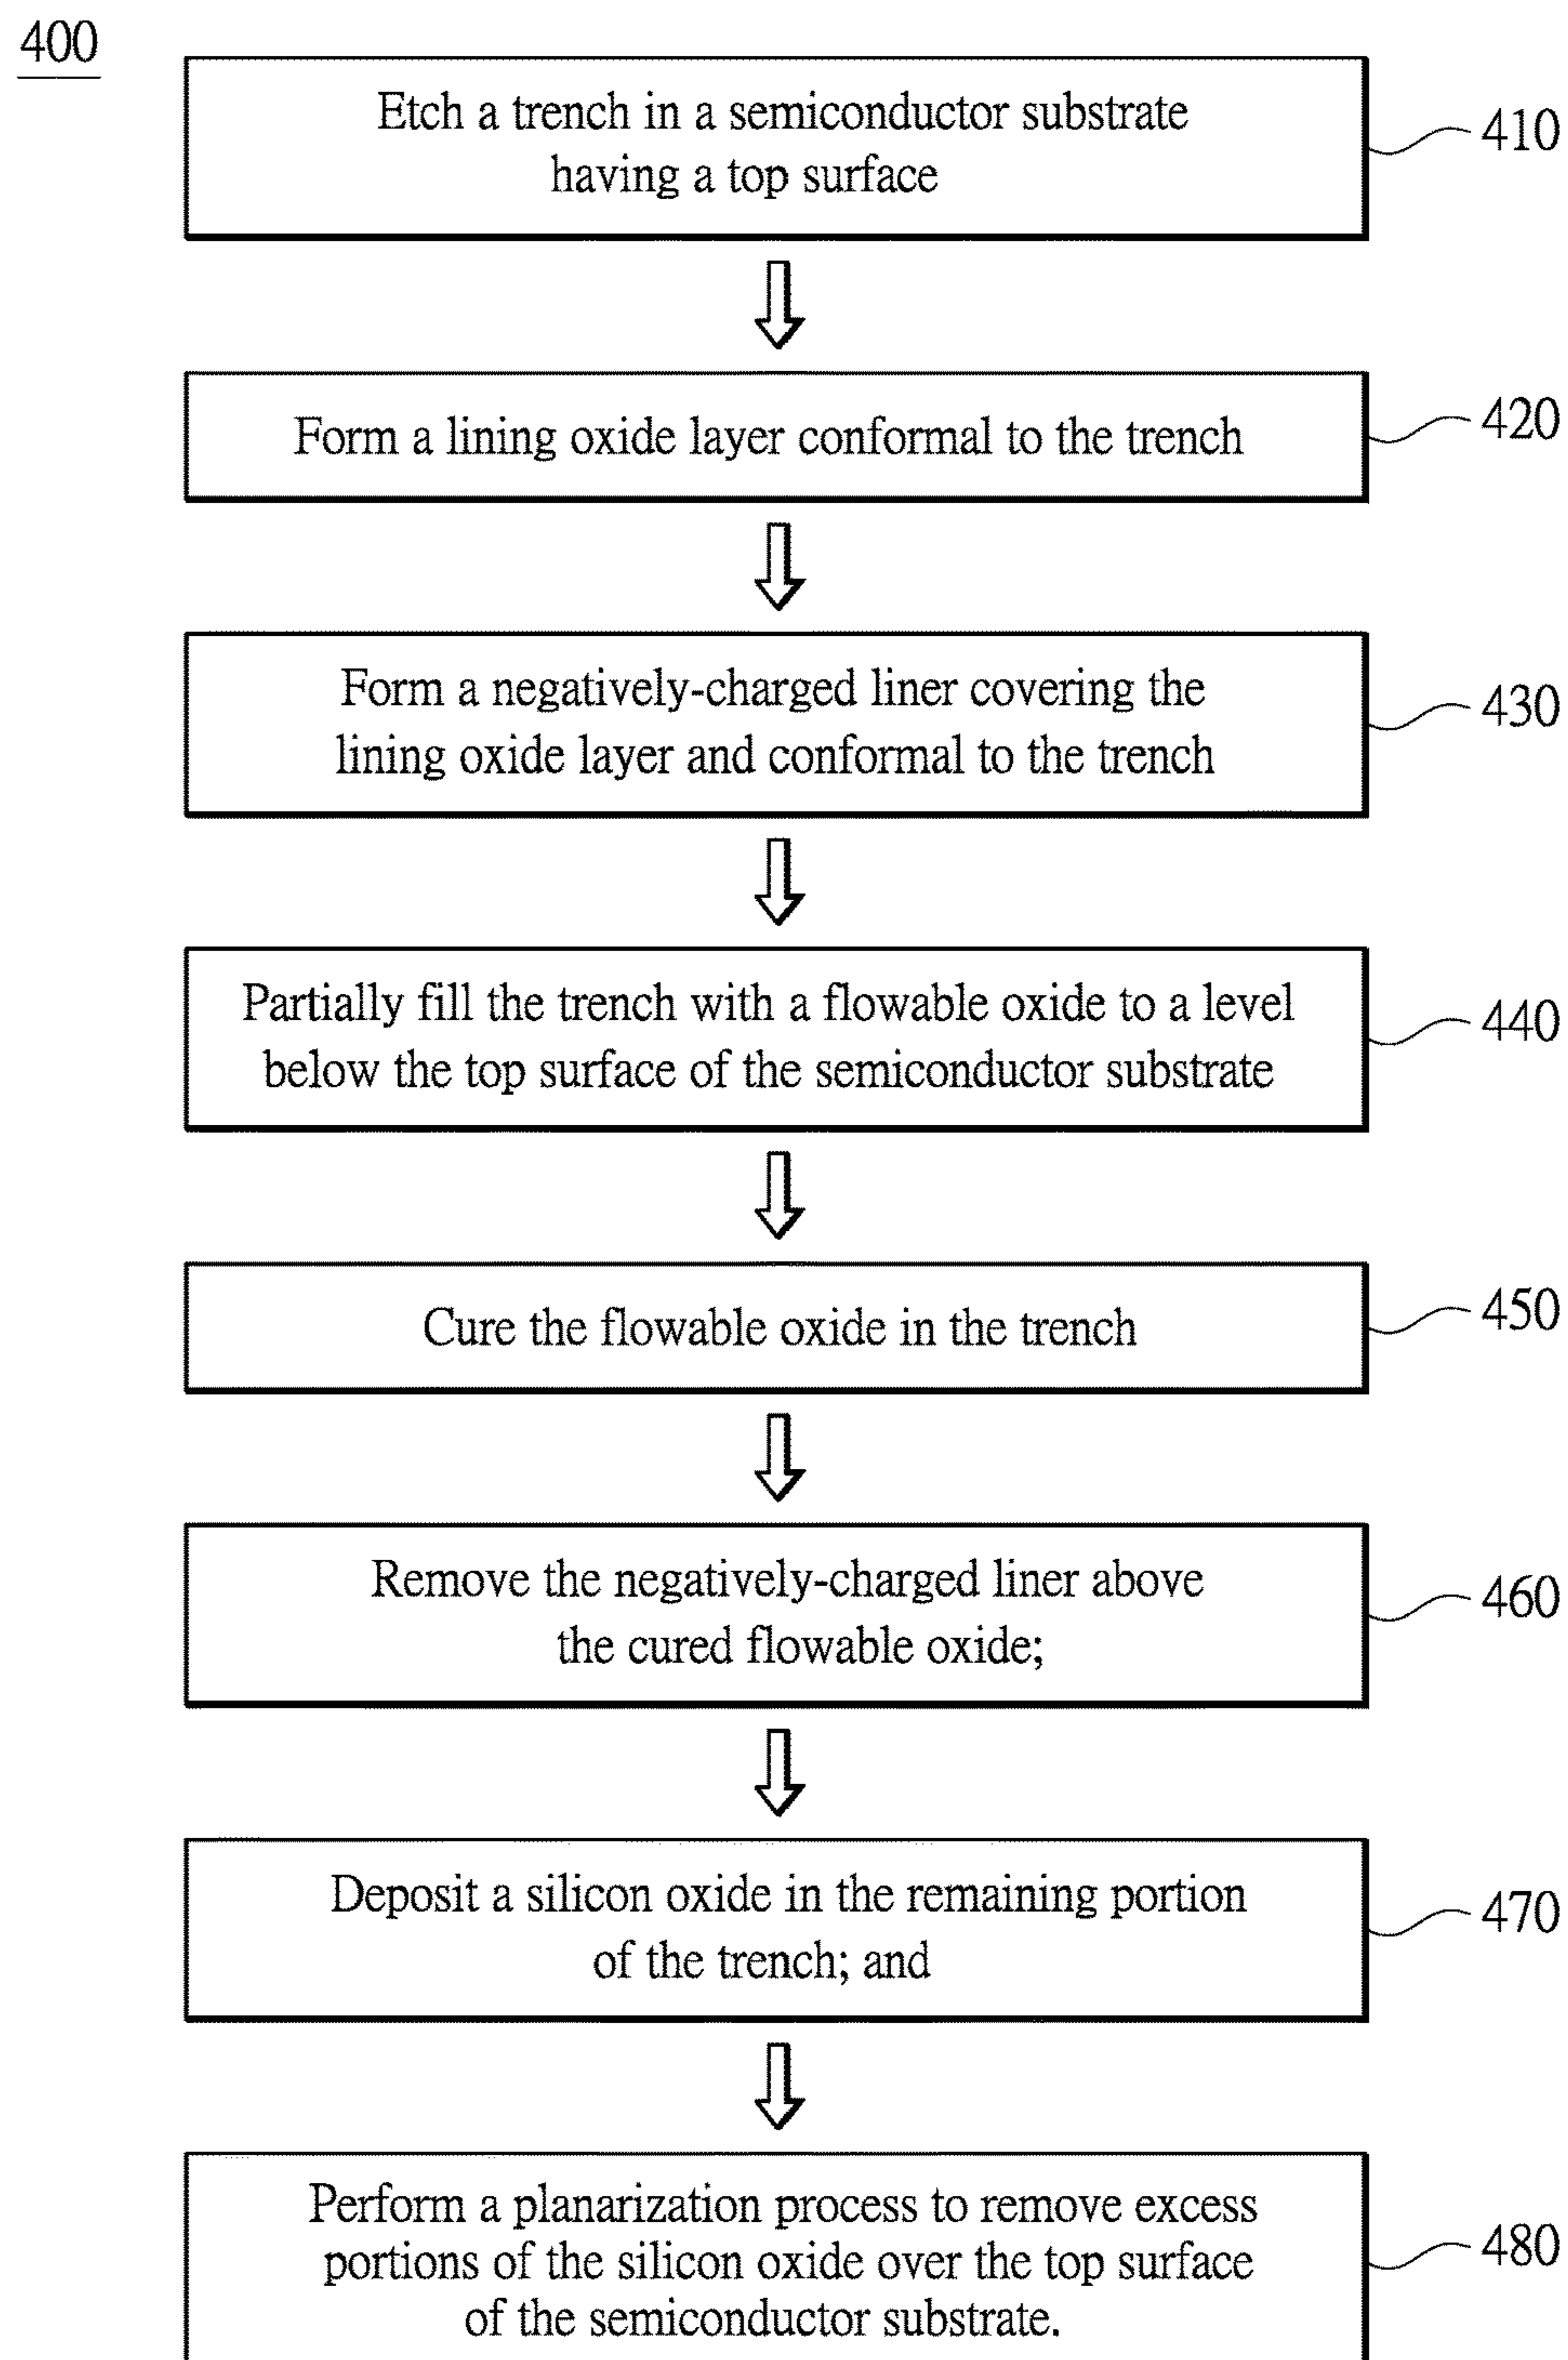 400
Etch a trench in a semiconductor substrate
having a top surface
410
Form a lining oxide layer conformal to the trench
420
Form a negatively-charged liner covering the
lining oxide layer and conformal to the trench
430
Partially fill the trench with a flowable oxide to a level
below the top surface of the semiconductor substrate
440
Cure the flowable oxide in the trench
450
Remove the negatively-charged liner above
the cured flowable oxide;
460
Deposit a silicon oxide in the remaining portion
of the trench; and
470
Perform a planarization process to remove excess
portions of the silicon oxide over the top surface
of the semiconductor substrate.
480